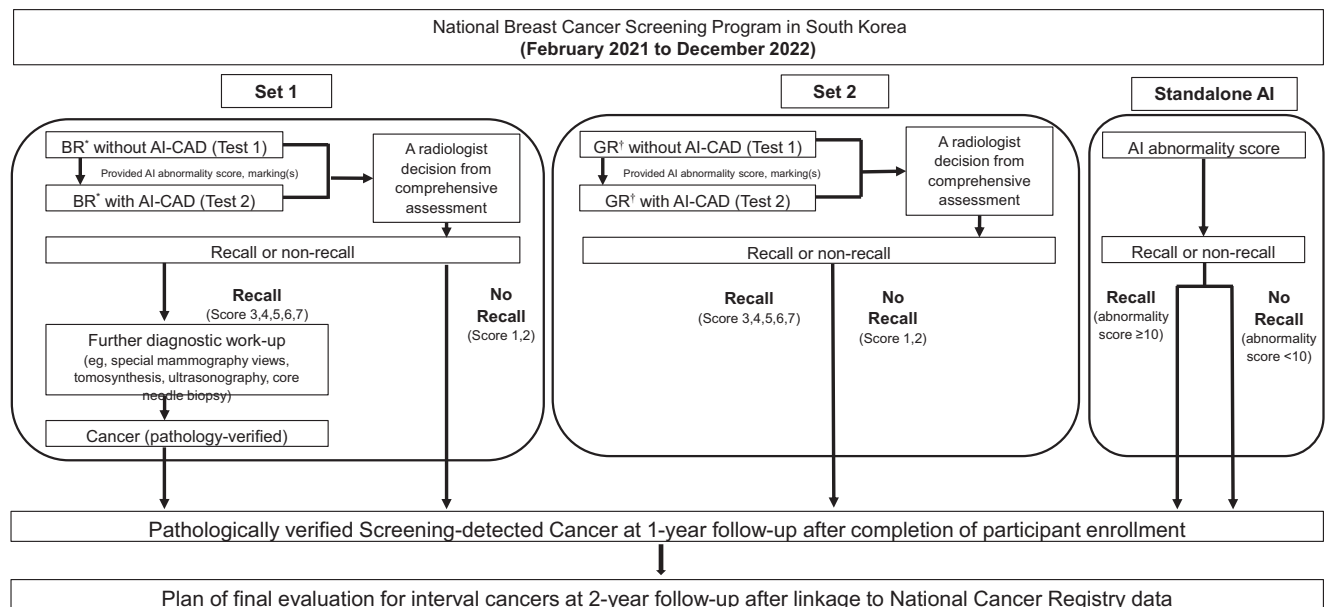 National Breast Cancer Screening Program in South Korea
(February 2021 to December 2022)
Set 1
BR* without AI-CAD (Test 1)
Provided AI abnormality score, marking(s)
BR* with AI-CAD (Test 2)
A radiologist
decision from
comprehensive
assessment
Recall or non-recall
Recall
(Score 3,4,5,6,7)
No
Recall
(Score 1,2)
Further diagnostic work-up
(eg, special mammography views,
tomosynthesis, ultrasonography, core
needle biopsy)
Cancer (pathology-verified)
Set 2
GR† without AI-CAD (Test 1)
Provided AI abnormality score, marking(s)
GR† with AI-CAD (Test 2)
A radiologist
decision from
comprehensive
assessment
Recall or non-recall
Recall
(Score 3,4,5,6,7)
No
Recall
(Score 1,2)
Standalone AI
AI abnormality score
Recall or non-recall
Recall
(abnormality
score ≥10)
No
Recall
(abnormality
score <10)
Pathologically verified Screening-detected Cancer at 1-year follow-up after completion of participant enrollment
Plan of final evaluation for interval cancers at 2-year follow-up after linkage to National Cancer Registry data